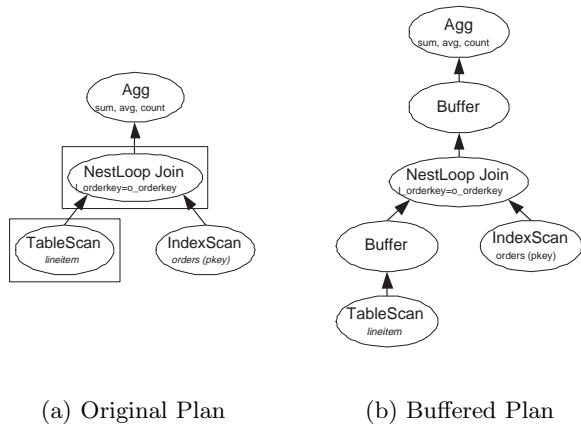 Agg
sum, avg, count
NestLoop Join
l_orderkey=o_orderkey
TableScan
lineitem
IndexScan
orders (pkey)
(a) Original Plan
Agg
sum, avg, count
Buffer
NestLoop Join
l_orderkey=o_orderkey
Buffer
IndexScan
orders (pkey)
TableScan
lineitem
(b) Buffered Plan